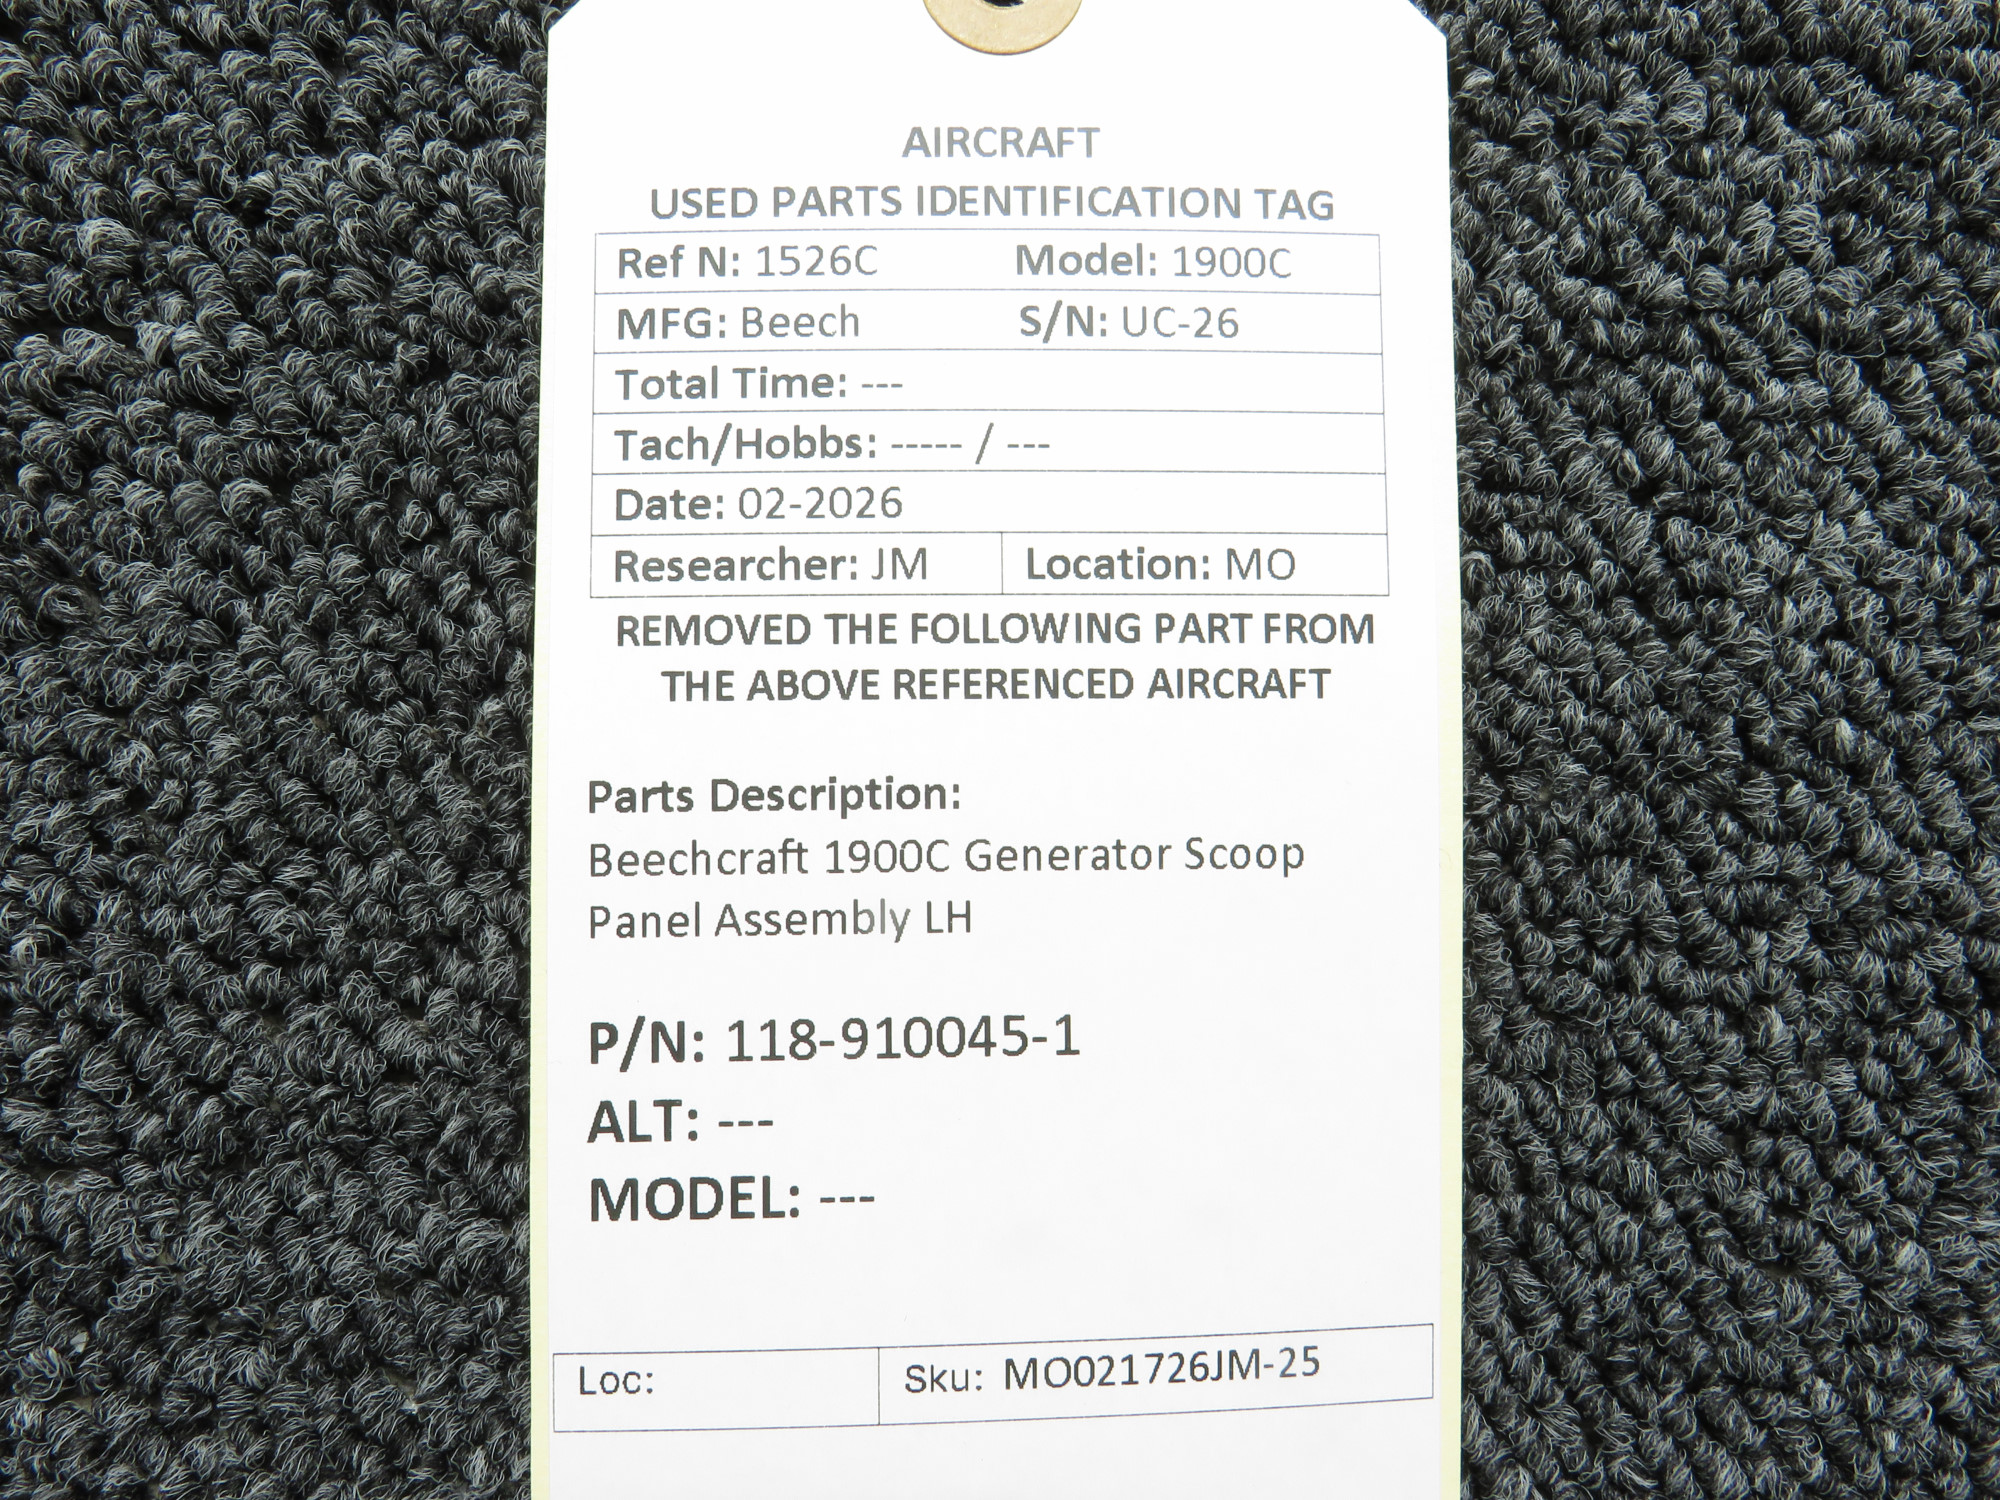 AIRCRAFT
USED PARTS IDENTIFICATION TAG
Ref N: 1526C Model: 1900C
MFG: Beech S/N: UC-26
Total Time: ---
Tach/Hobbs: ----- / ---
Date: 02-2026
Researcher: JM Location: MO
REMOVED THE FOLLOWING PART FROM
THE ABOVE REFERENCED AIRCRAFT
Parts Description:
Beechcraft 1900C Generator Scoop
Panel Assembly LH
P/N: 118-910045-1
ALT: ---
MODEL: ---
Loc: Sku: MO021726JM-25